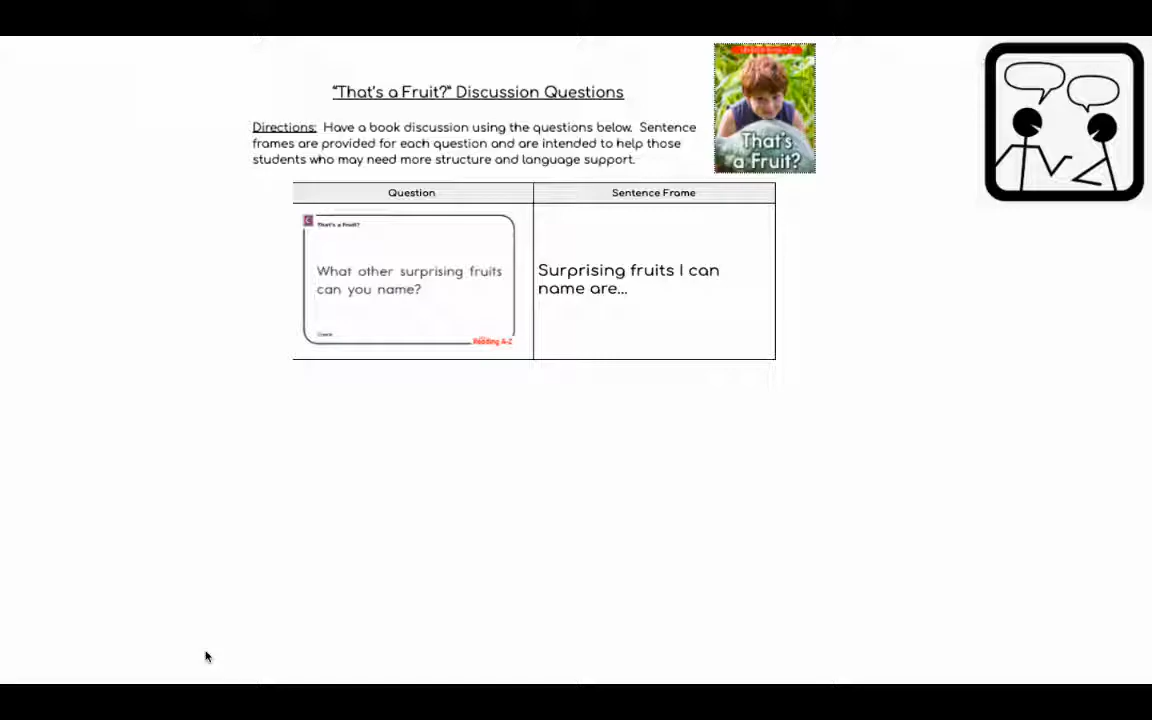 "That's a Fruit?" Discussion Questions
Directions: Have a book discussion using the questions below. Sentence
frames are provided for each question and are intended to help those
students who may need more structure and language support.
That's
a Fruit?
Question
Sentence Frame
C
That's a Fruit?
What other surprising fruits
can you name?
Reading A-Z
Surprising fruits I can
name are...